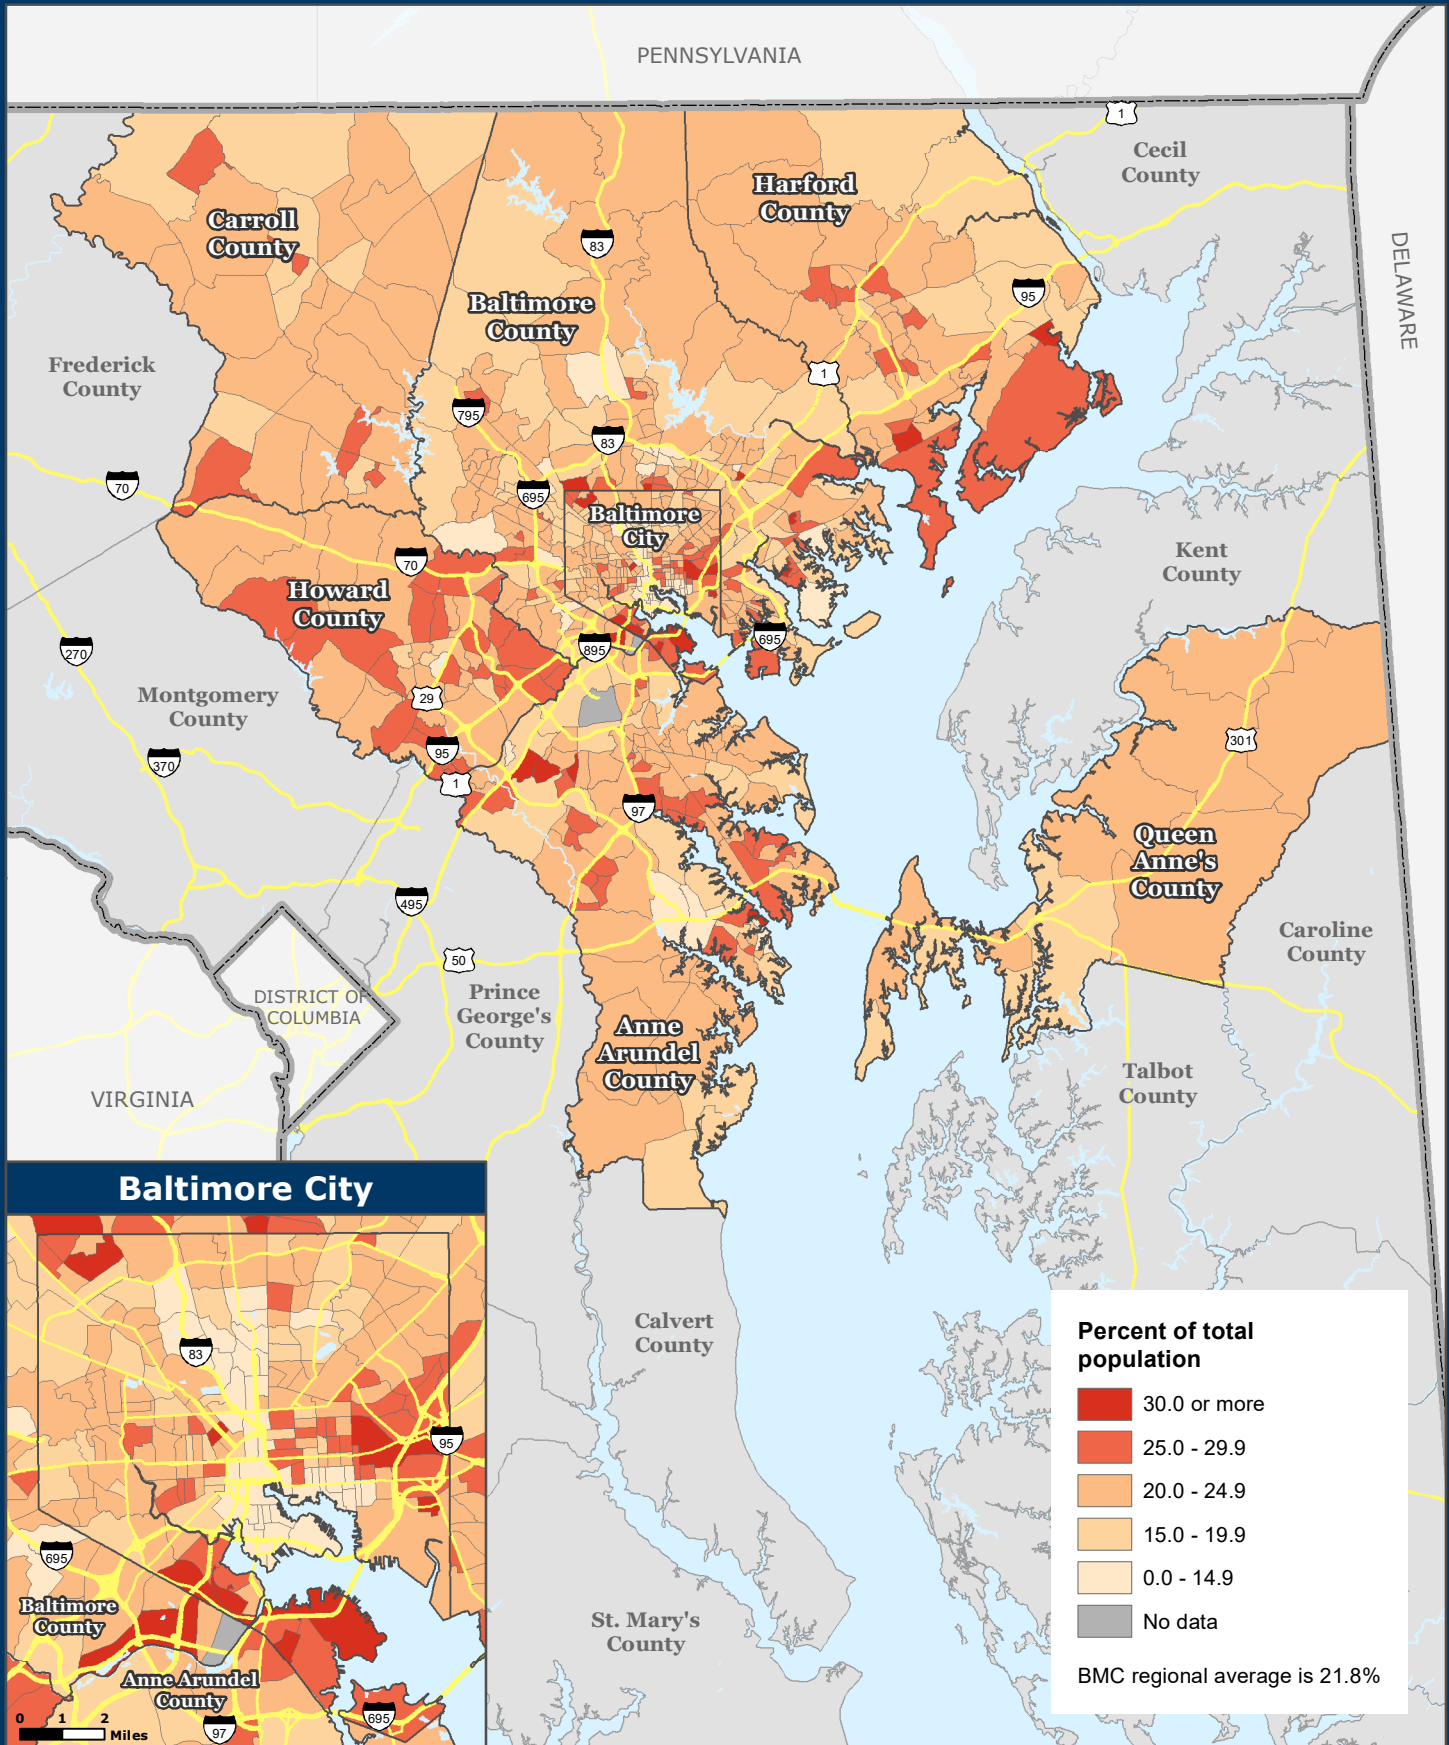 PENNSYLVANIA
1
Cecil
County
Harford
County
Carroll
County
DELAWARE
83
95
Baltimore
County
Frederick
County
1
795
83
70
695
Baltimore
City
Kent
County
70
Howard
County
270
695
895
29
Montgomery
County
301
95
370
1
97
Queen
Anne's
County
495
Caroline
County
50
DISTRICT OF
COLUMBIA
Prince
George's
County
Anne
Arundel
County
Talbot
County
VIRGINIA
Baltimore City
Calvert
County
83
95
695
Baltimore
County
St. Mary's
County
Anne Arundel
County
695
97
0 1 2
Miles
Percent of total
population
30.0 or more
25.0 - 29.9
20.0 - 24.9
15.0 - 19.9
0.0 - 14.9
No data
BMC regional average is 21.8%